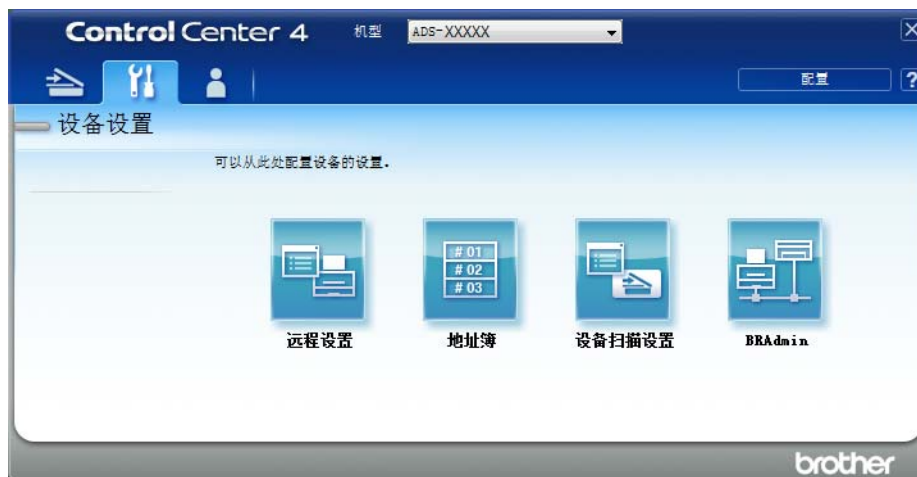 Control Center 4 机型 ADS-XXXXX
配置 ?
设备设置
可以从此处配置设备的设置.
# 01
# 02
# 03
远程设置 地址簿 设备扫描设置 BRAdmin
brother